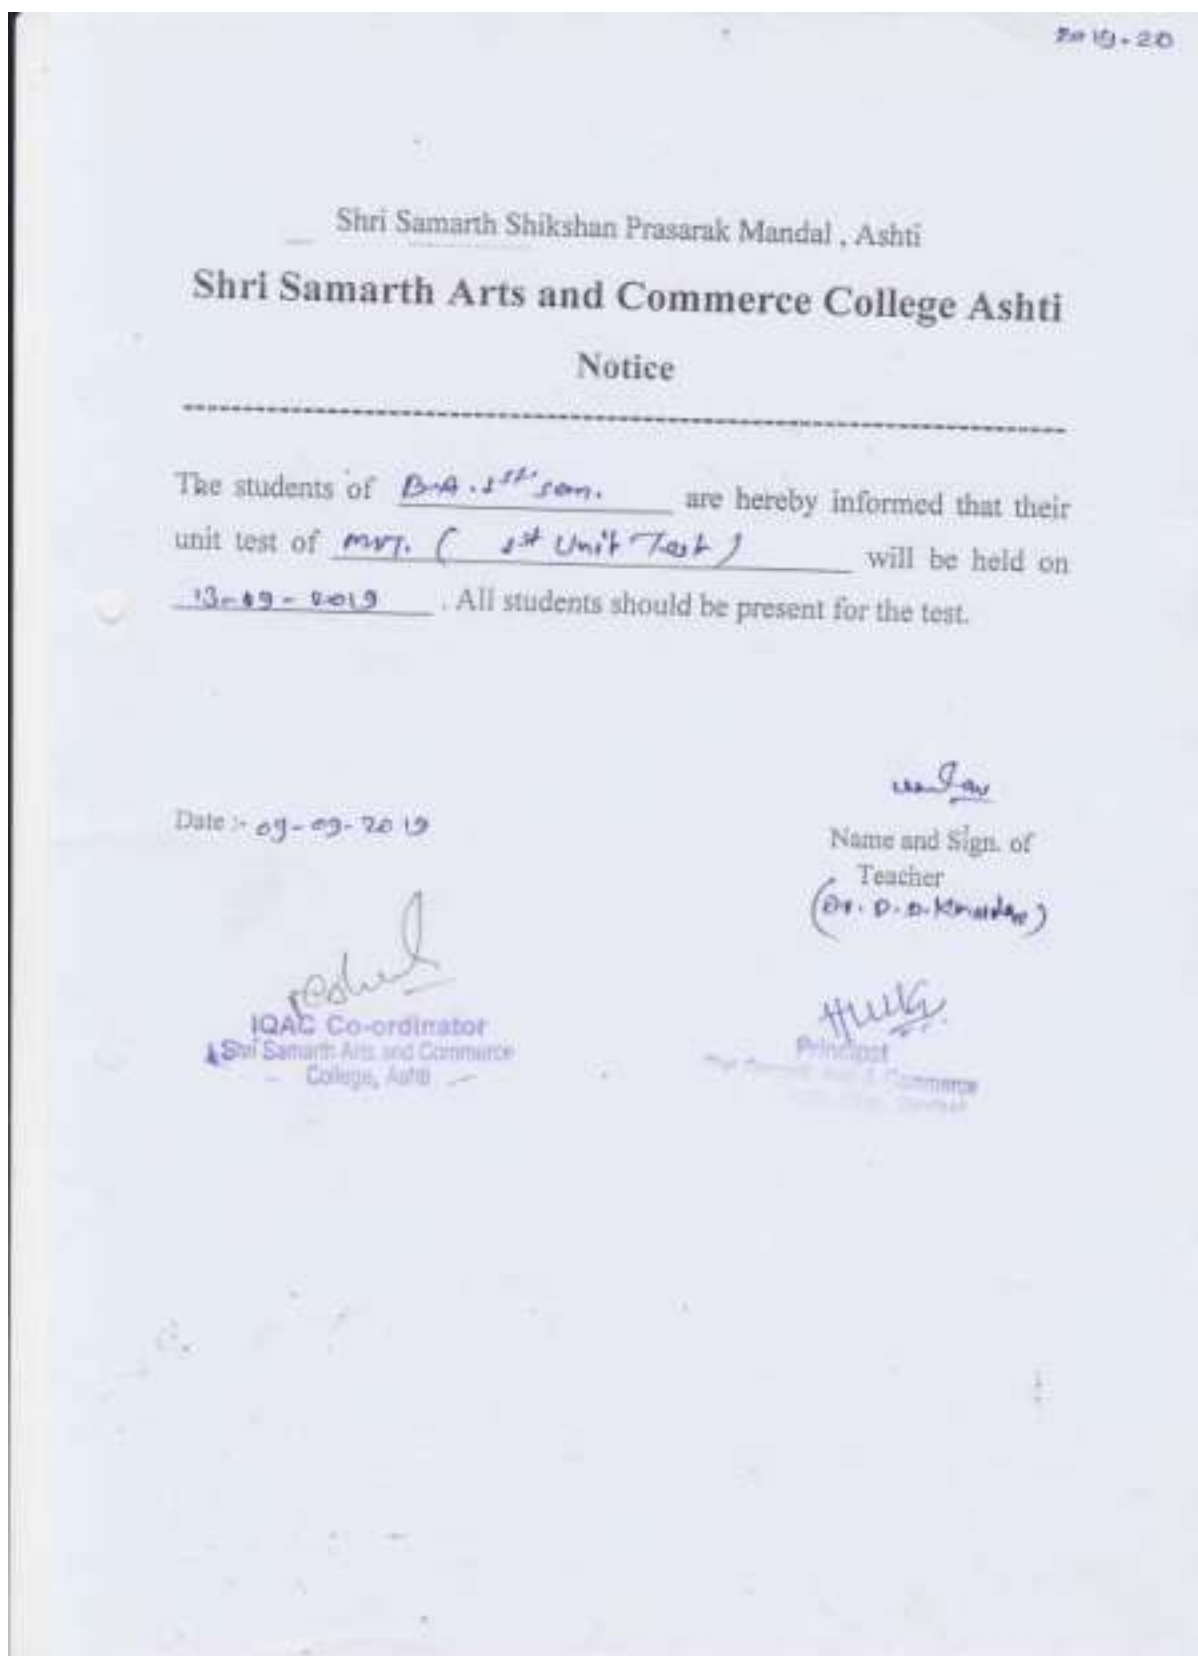 2019-20
Shri Samarth Shikshan Prasarak Mandal , Ashti
Shri Samarth Arts and Commerce College Ashti
Notice
The students of B.A. 1st sem. are hereby informed that their
unit test of (1st Unit Test) will be held on
13-09-2019 . All students should be present for the test.
Date :- 09-09-2019
Name and Sign. of
Teacher
(Dr. D. D.
IQAC Co-ordinator
Shri Samarth Arts and Commerce
College, Ashti
Principal
Commerce